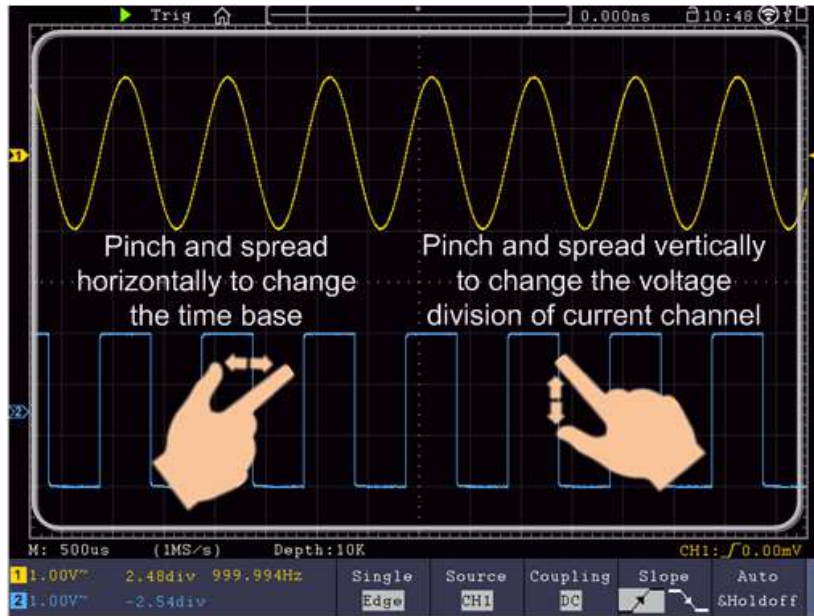 Trig 0.000ns 10:48
1
Pinch and spread
horizontally to change
the time base
Pinch and spread vertically
to change the voltage
division of current channel
2
M: 500us (1MS/s) Depth:10K CH1: 0.00mV
1 1.00V~ 2.48div 999.994Hz
2 1.00V~ -2.54div
Single
Edge
Source
CH1
Coupling
DC
Slope
Auto
&Holdoff